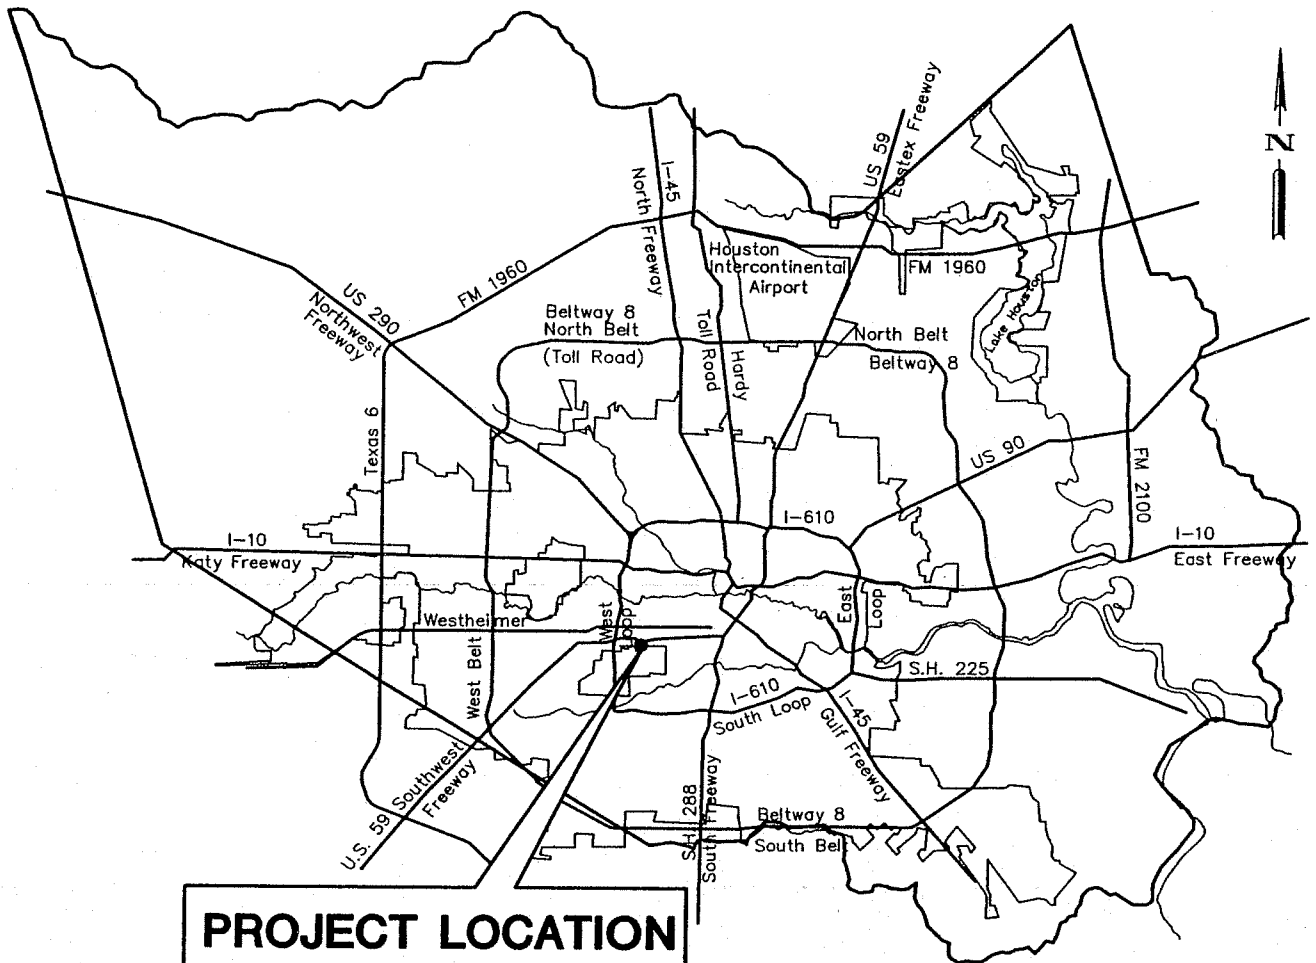 US 59
Eastex Freeway
N
I-45
North Freeway
Houston
Intercontinental
Airport
FM 1960
FM 1960
US 290
Northwest
Freeway
Lake Houston
Beltway 8
North Belt
(Toll Road)
Toll Road
Hardy
North Belt
Beltway 8
Texas 6
US 90
FM 2100
I-610
I-10
Katy Freeway
I-10
East Freeway
Westheimer
West
Loop
East
Loop
West Belt
S.H. 225
I-610
South Loop
I-45
Gulf Freeway
U.S. 59 Southwest
Freeway
S.H. 288
South Freeway
Beltway 8
South Belt
PROJECT LOCATION